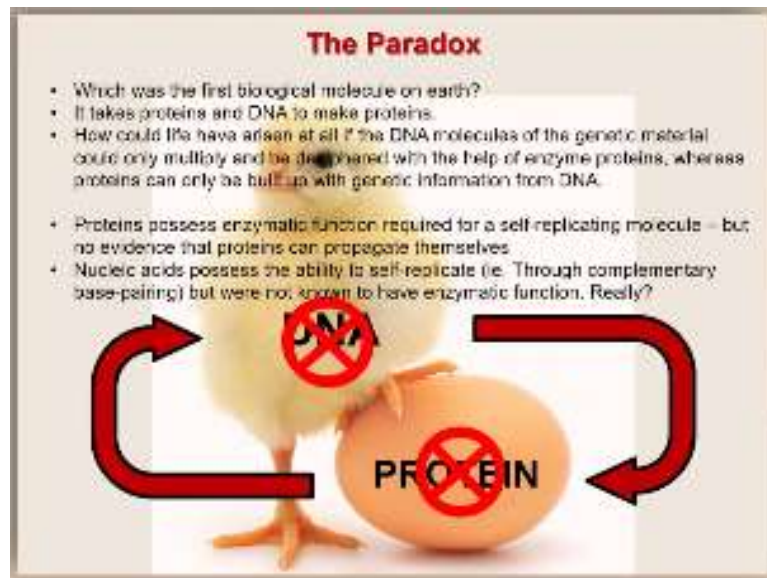 The Paradox
• Which was the first biological molecule on earth?
• It takes proteins and DNA to make proteins.
• How could life have arisen at all if the DNA molecules of the genetic material
could only multiply and be deciphered with the help of enzyme proteins, whereas
proteins can only be built up with genetic information from DNA.
• Proteins possess enzymatic function required for a self-replicating molecule – but
no evidence that proteins can propagate themselves
• Nucleic acids possess the ability to self-replicate (ie. Through complementary
base-pairing) but were not known to have enzymatic function. Really?
DNA
PROTEIN